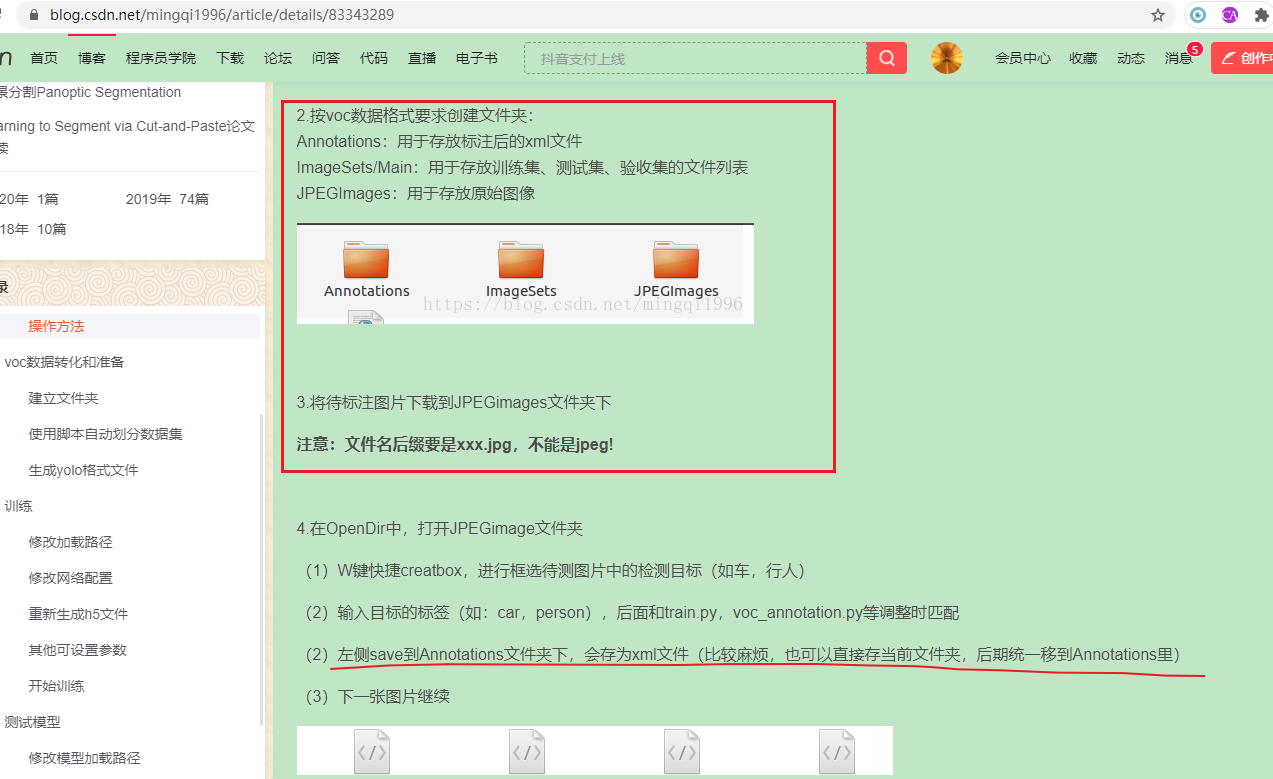 blog.csdn.net/mingqi1996/article/details/83343289
首页 博客 程序员学院 下载 论坛 问答 代码 直播 电子书 抖音支付上线 会员中心 收藏 动态 消息 5 创作中
景分割Panoptic Segmentation
arning to Segment via Cut-and-Paste论文
读
20年 1篇 2019年 74篇
18年 10篇
录
操作方法
voc数据转化和准备
建立文件夹
使用脚本自动划分数据集
生成yolo格式文件
训练
修改加载路径
修改网络配置
重新生成h5文件
其他可设置参数
开始训练
测试模型
修改模型加载路径
2.按voc数据格式要求创建文件夹：
Annotations：用于存放标注后的xml文件
ImageSets/Main：用于存放训练集、测试集、验收集的文件列表
JPEGImages：用于存放原始图像
Annotations ImageSets JPEGImages
https://blog.csdn.net/mingqi1996
3.将待标注图片下载到JPEGimages文件夹下
注意：文件名后缀要是xxx.jpg，不能是jpeg!
4.在OpenDir中，打开JPEGimage文件夹
（1）W键快捷creatbox，进行框选待测图片中的检测目标（如车，行人）
（2）输入目标的标签（如：car，person），后面和train.py，voc_annotation.py等调整时匹配
（2）左侧save到Annotations文件夹下，会存为xml文件（比较麻烦，也可以直接存当前文件夹，后期统一移到Annotations里）
（3）下一张图片继续